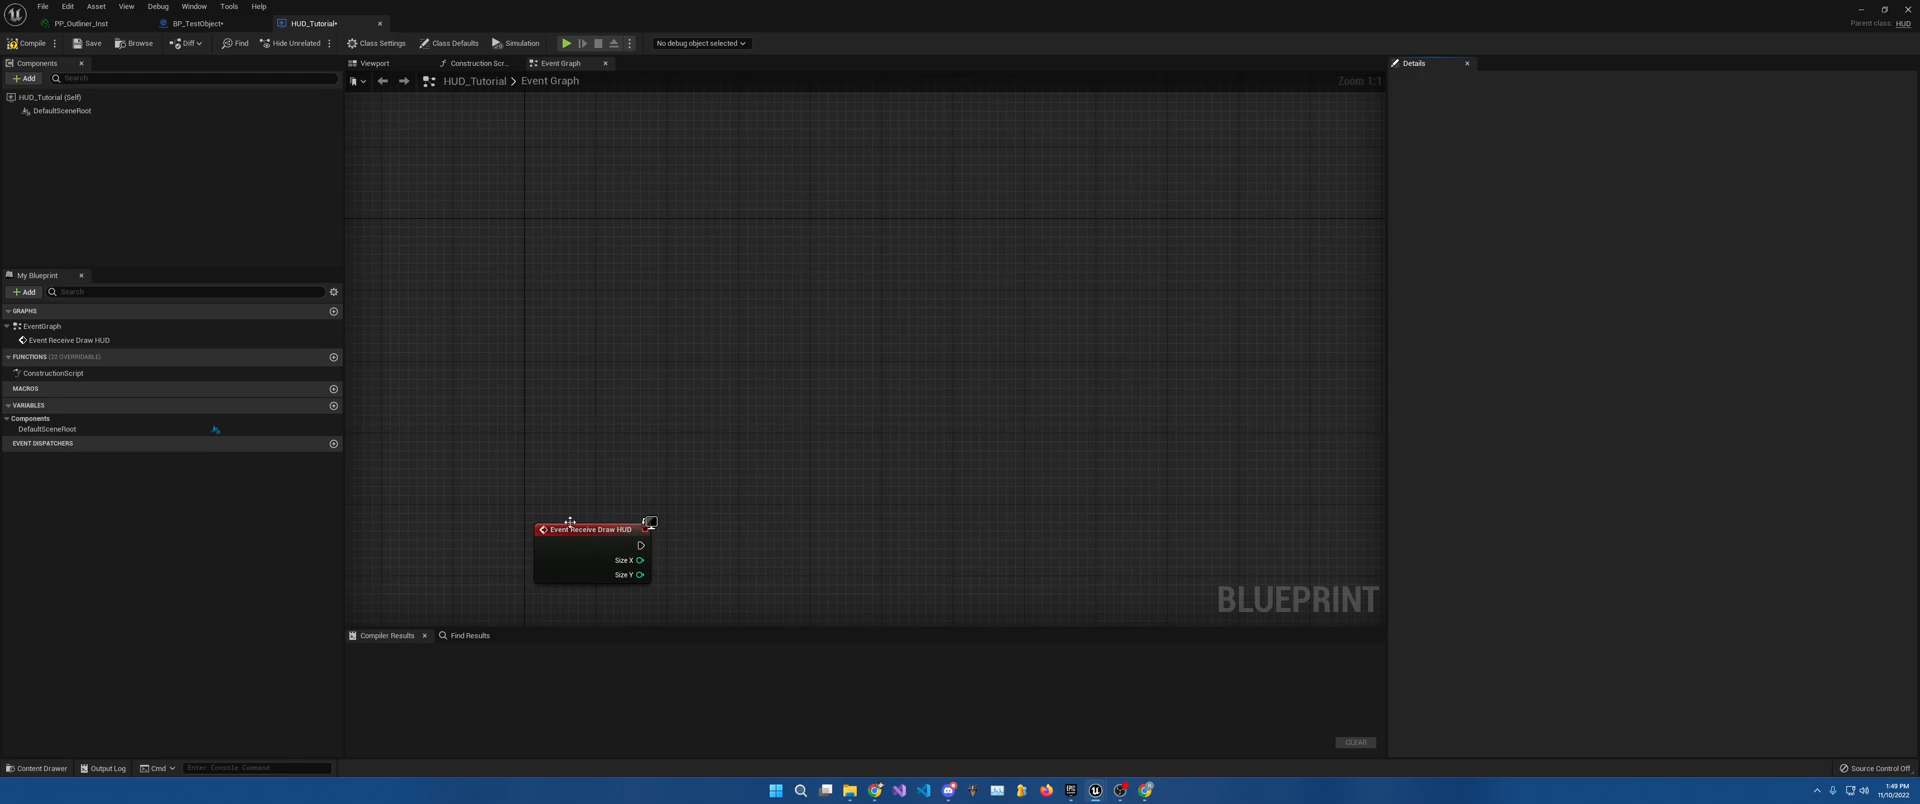 File Edit Asset View Debug Window Tools Help
PP_Outliner_Inst BP_TestObject• HUD_Tutorial•
Parent class: HUD
Compile Save Browse Diff Find Hide Unrelated Class Settings Class Defaults Simulation No debug object selected
Components
Viewport Construction Scr... Event Graph
Details
Add Search
HUD_Tutorial > Event Graph
Zoom 1:1
HUD_Tutorial (Self)
DefaultSceneRoot
My Blueprint
Add Search
GRAPHS
EventGraph
Event Receive Draw HUD
FUNCTIONS (22 OVERRIDABLE)
ConstructionScript
MACROS
VARIABLES
Components
DefaultSceneRoot
EVENT DISPATCHERS
Event Receive Draw HUD
Size X
Size Y
BLUEPRINT
Compiler Results Find Results
CLEAR
Content Drawer Output Log Cmd Enter Console Command
Source Control Off
1:49 PM
11/10/2022